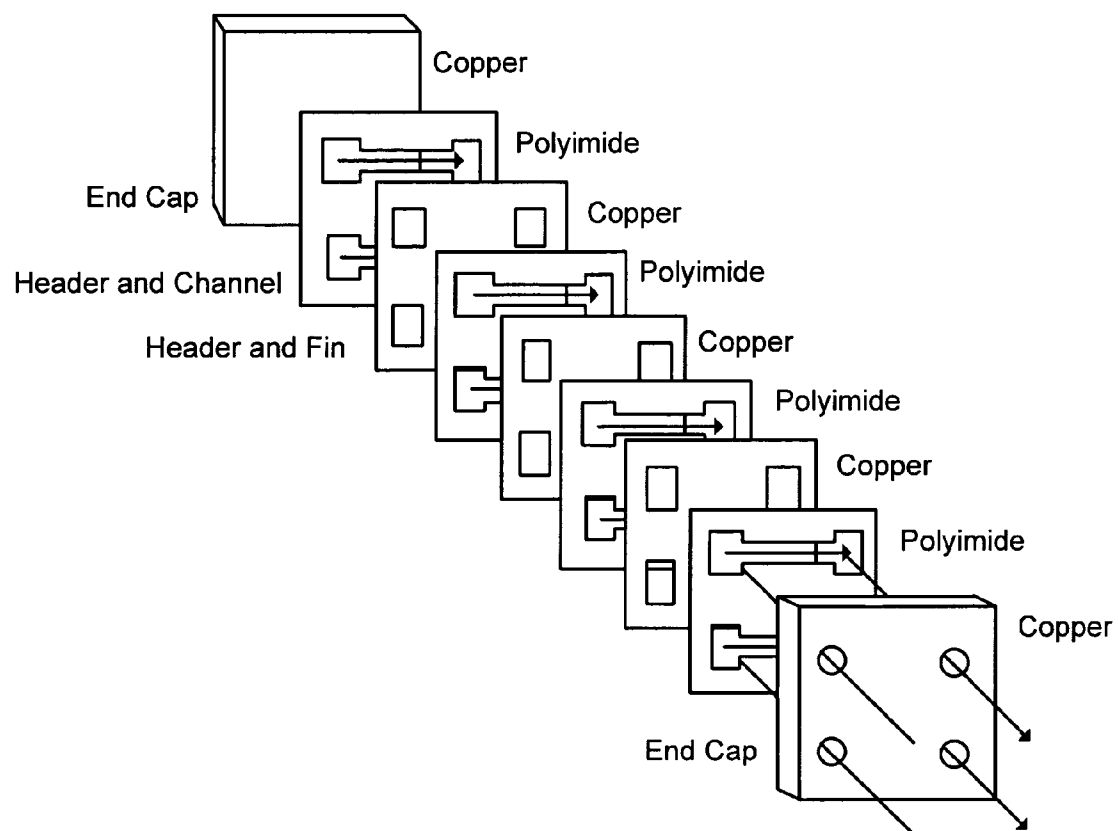 Copper
Polyimide
End Cap
Copper
Polyimide
Header and Channel
Header and Fin
Copper
Polyimide
Copper
Polyimide
Copper
End Cap